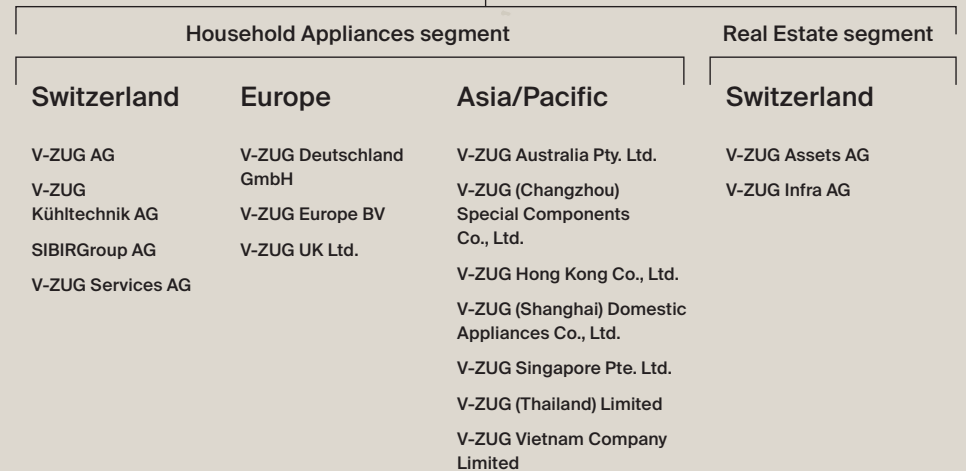 Household Appliances segment
Real Estate segment
Switzerland
V-ZUG AG
V-ZUG
Kühltechnik AG
SIBIRGroup AG
V-ZUG Services AG
Europe
V-ZUG Deutschland
GmbH
V-ZUG Europe BV
V-ZUG UK Ltd.
Asia/Pacific
V-ZUG Australia Pty. Ltd.
V-ZUG (Changzhou)
Special Components
Co., Ltd.
V-ZUG Hong Kong Co., Ltd.
V-ZUG (Shanghai) Domestic
Appliances Co., Ltd.
V-ZUG Singapore Pte. Ltd.
V-ZUG (Thailand) Limited
V-ZUG Vietnam Company
Limited
Switzerland
V-ZUG Assets AG
V-ZUG Infra AG